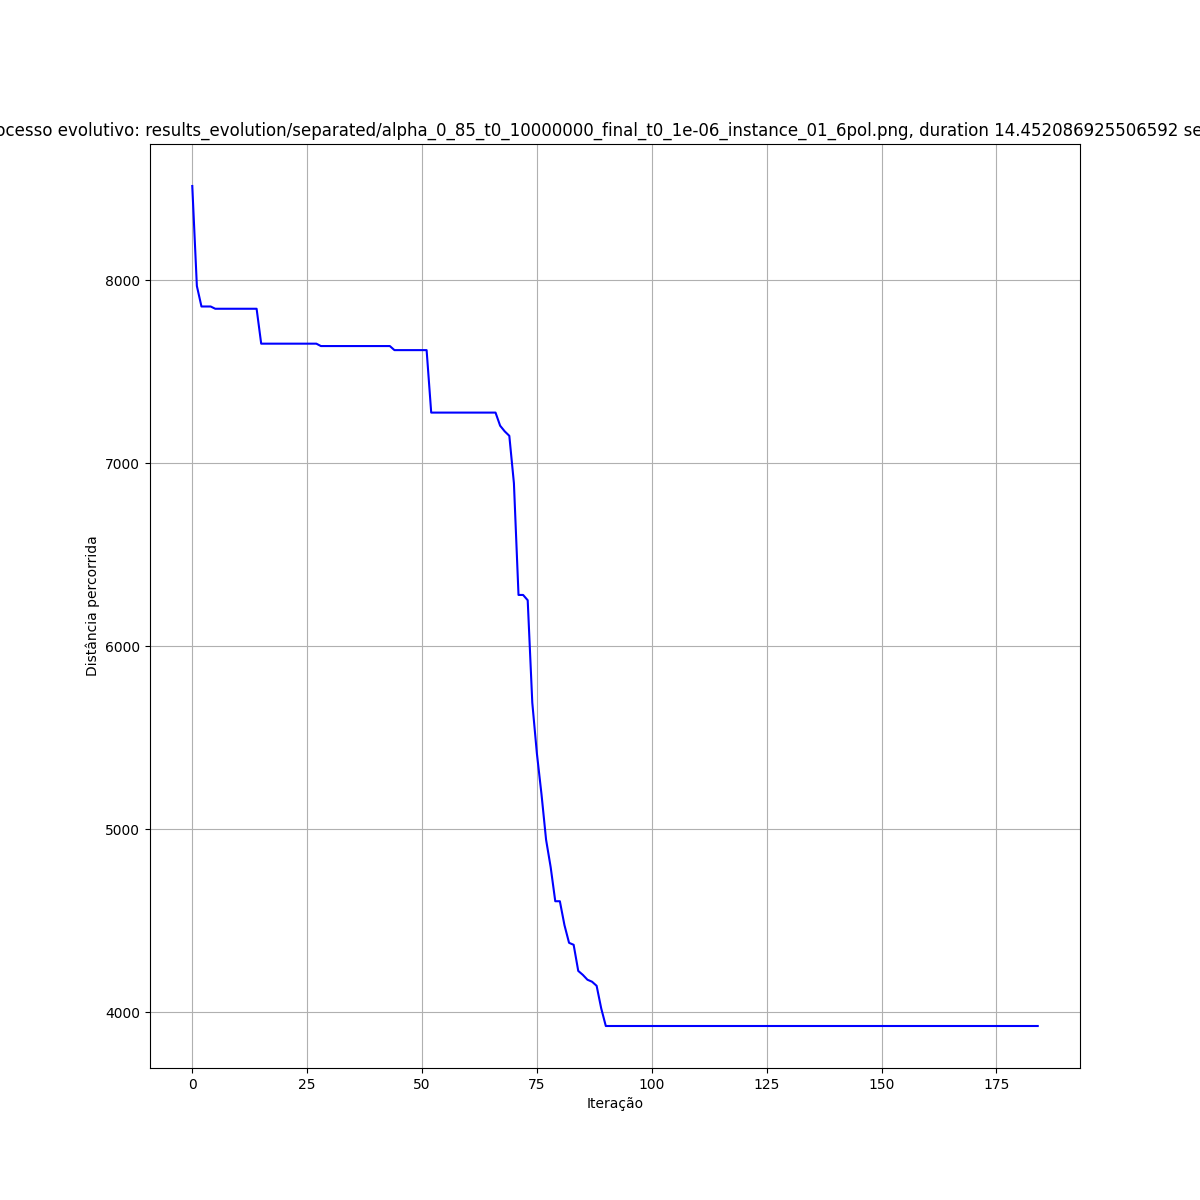 ocesso evolutivo: results_evolution/separated/alpha_0_85_t0_10000000_final_t0_1e-06_instance_01_6pol.png, duration 14.452086925506592 se
8000
7000
6000
5000
4000
Distância percorrida
0 25 50 75 100 125 150 175
Iteração